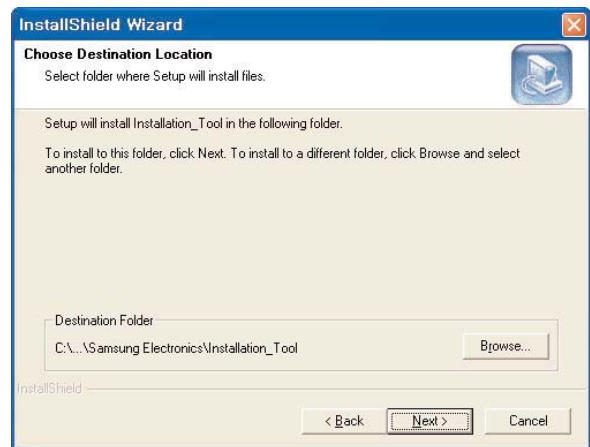 InstallShield Wizard
Choose Destination Location
Select folder where Setup will install files.
Setup will install Installation_Tool in the following folder.
To install to this folder, click Next. To install to a different folder, click Browse and select
another folder.
Destination Folder
C:\...\Samsung Electronics\Installation_Tool
Browse...
InstallShield
< Back
Next >
Cancel